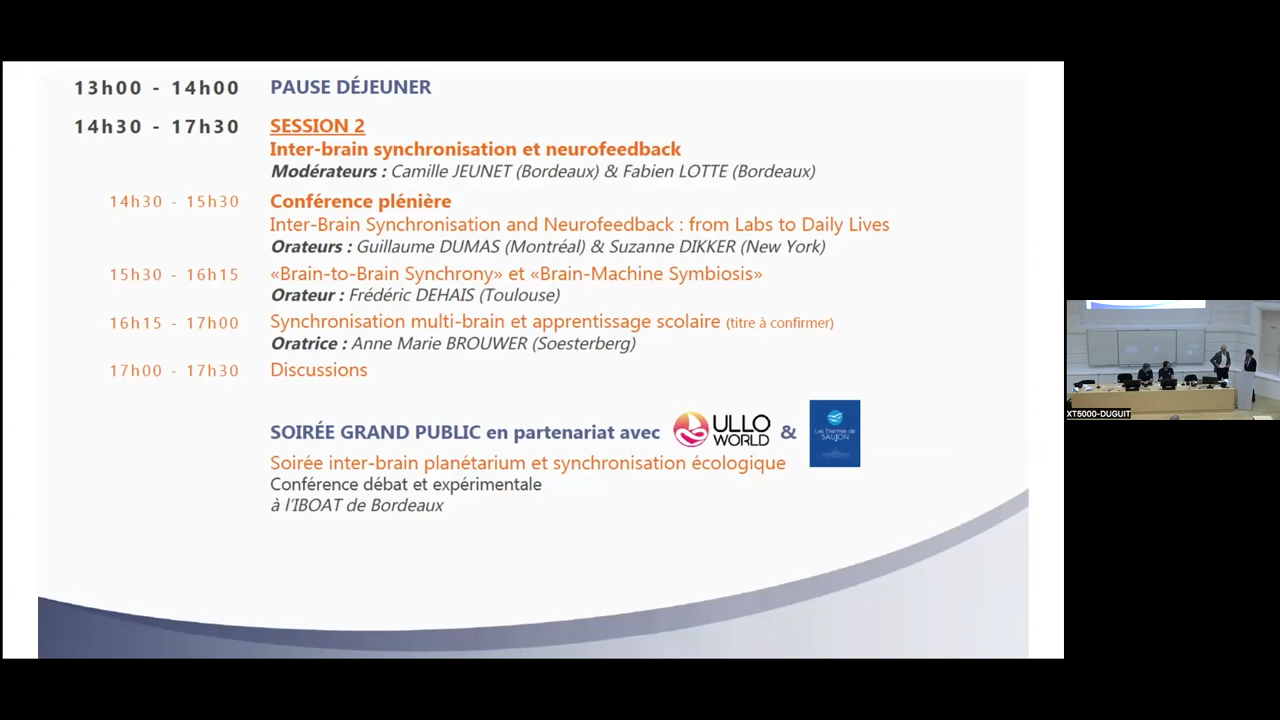 13h00 - 14h00 PAUSE DÉJEUNER
14h30 - 17h30 SESSION 2
Inter-brain synchronisation et neurofeedback
Modérateurs : Camille JEUNET (Bordeaux) & Fabien LOTTE (Bordeaux)
14h30 - 15h30 Conférence plénière
Inter-Brain Synchronisation and Neurofeedback : from Labs to Daily Lives
Orateurs : Guillaume DUMAS (Montréal) & Suzanne DIKKER (New York)
15h30 - 16h15 «Brain-to-Brain Synchrony» et «Brain-Machine Symbiosis»
Orateur : Frédéric DEHAIS (Toulouse)
16h15 - 17h00 Synchronisation multi-brain et apprentissage scolaire (titre à confirmer)
Oratrice : Anne Marie BROUWER (Soesterberg)
17h00 - 17h30 Discussions
SOIRÉE GRAND PUBLIC en partenariat avec ULLO WORLD & Les Thermes de SAUJON
Soirée inter-brain planétarium et synchronisation écologique
Conférence débat et expérimentale
à l'IBOAT de Bordeaux
XT5000-DUGUIT